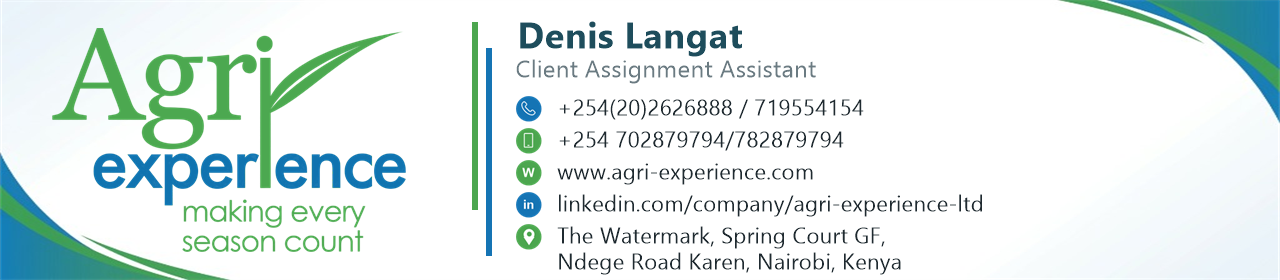 Agri
experience
making every
season count
Denis Langat
Client Assignment Assistant
+254(20)2626888 / 719554154
+254 702879794/782879794
W www.agri-experience.com
in linkedin.com/company/agri-experience-ltd
The Watermark, Spring Court GF,
Ndege Road Karen, Nairobi, Kenya